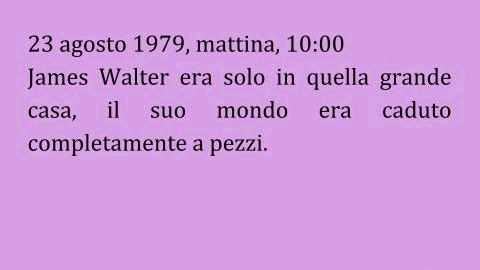 23 agosto 1979, mattina, 10:00
James Walter era solo in quella grande
casa, il suo mondo era caduto
completamente a pezzi.